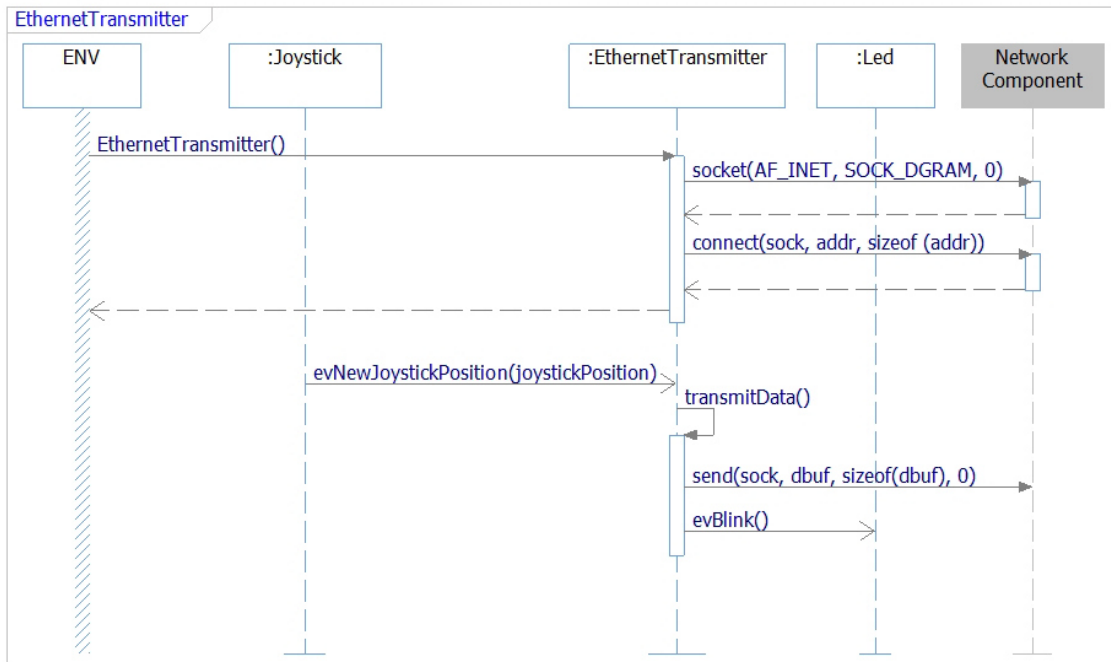 EthernetTransmitter
ENV
:Joystick
:EthernetTransmitter
:Led
Network
Component
EthernetTransmitter()
socket(AF_INET, SOCK_DGRAM, 0)
connect(sock, addr, sizeof (addr))
evNewJoystickPosition(joystickPosition)
transmitData()
send(sock, dbuf, sizeof(dbuf), 0)
evBlink()